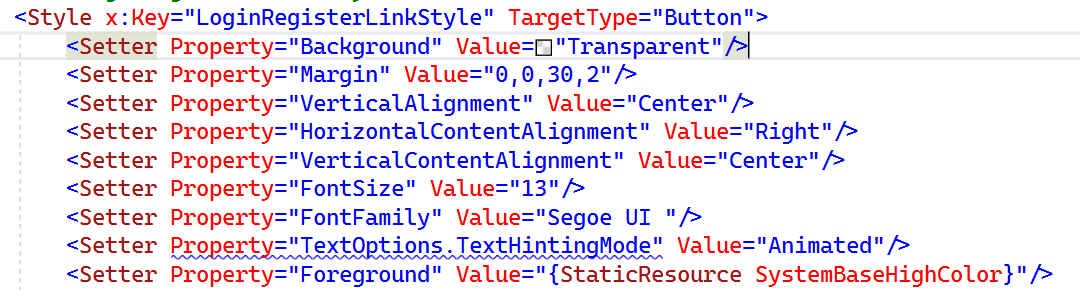 <Style x:Key="LoginRegisterLinkStyle" TargetType="Button">
<Setter Property="Background" Value="Transparent"/>
<Setter Property="Margin" Value="0,0,30,2"/>
<Setter Property="VerticalAlignment" Value="Center"/>
<Setter Property="HorizontalContentAlignment" Value="Right"/>
<Setter Property="VerticalContentAlignment" Value="Center"/>
<Setter Property="FontSize" Value="13"/>
<Setter Property="FontFamily" Value="Segoe UI "/>
<Setter Property="TextOptions.TextHintingMode" Value="Animated"/>
<Setter Property="Foreground" Value="{StaticResource SystemBaseHighColor}"/>